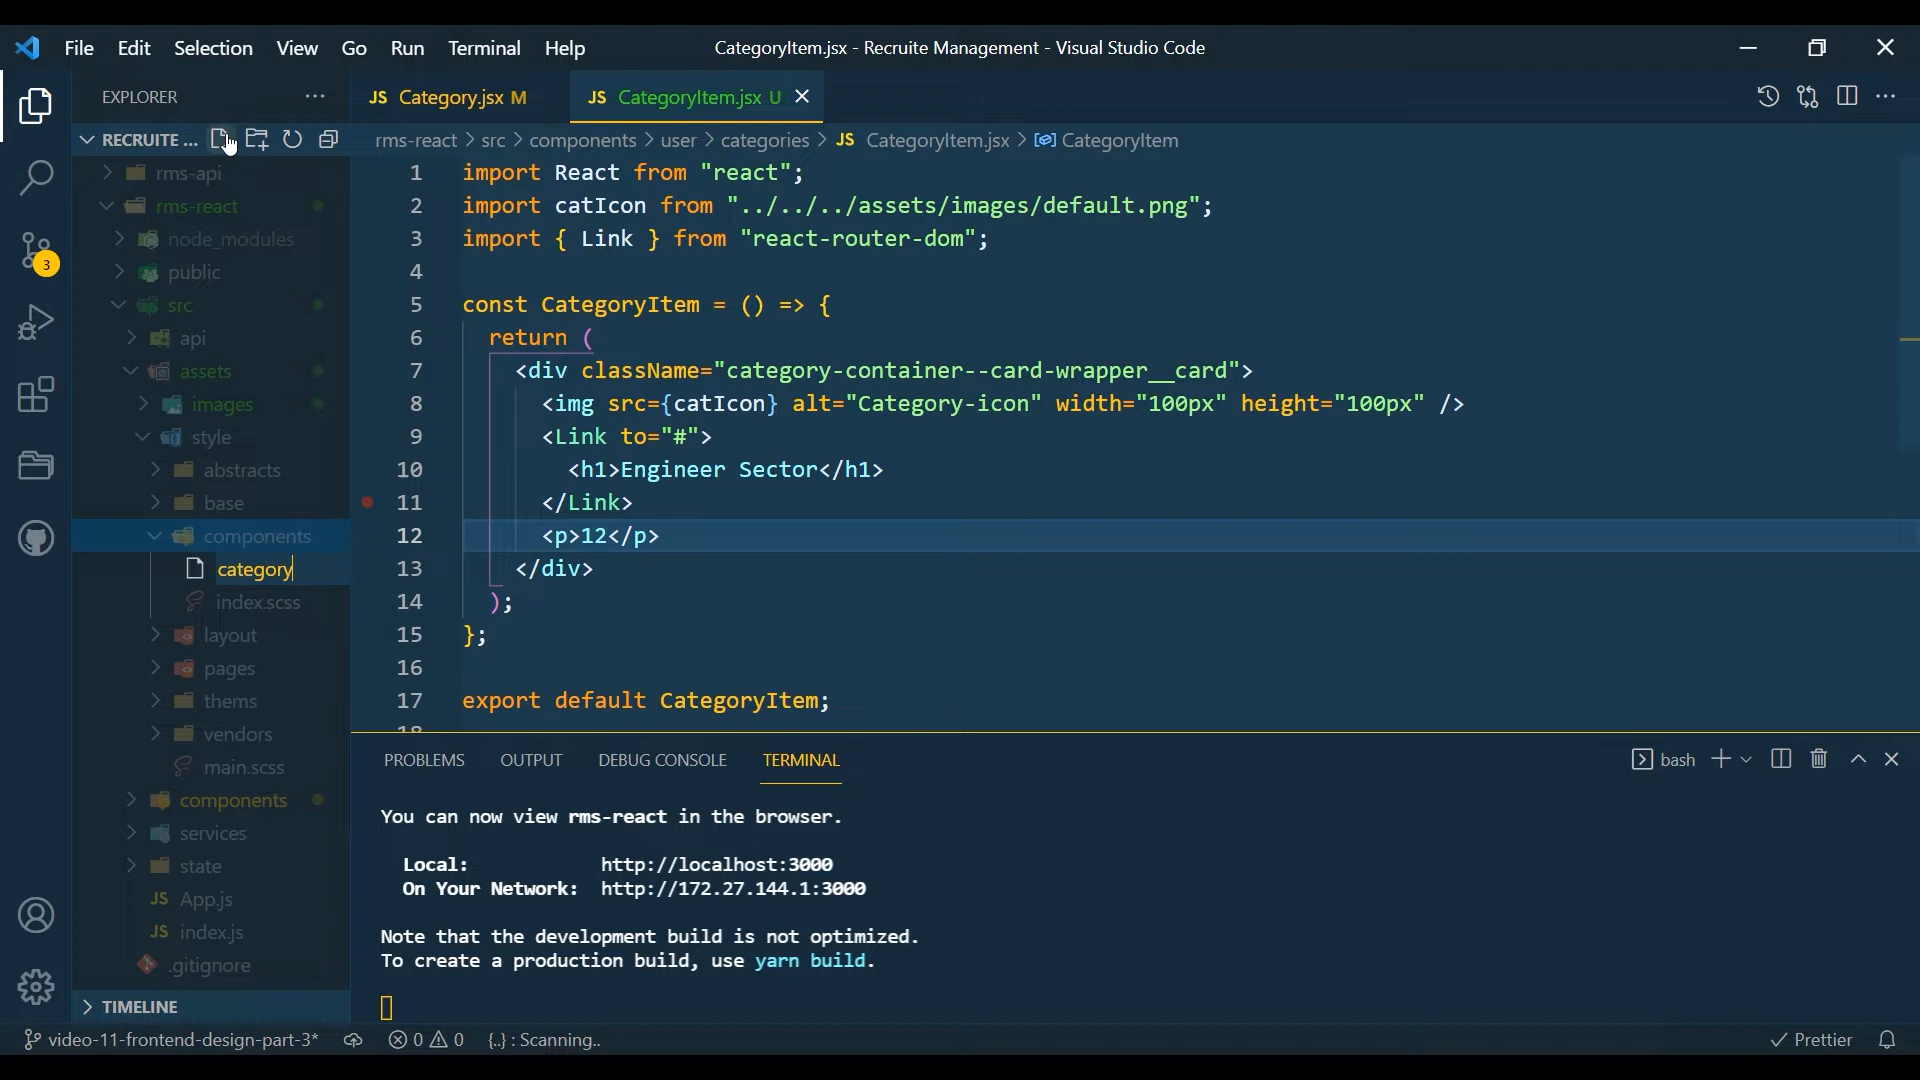 File Edit Selection View Go Run Terminal Help
CategoryItem.jsx - Recruite Management - Visual Studio Code
EXPLORER
JS Category.jsx M
JS CategoryItem.jsx U
RECRUITE ...
rms-react > src > components > user > categories > JS CategoryItem.jsx > CategoryItem
rms-api
rms-react
node_modules
public
src
api
assets
images
style
abstracts
base
components
category
index.scss
layout
pages
thems
vendors
main.scss
components
services
state
JS App.js
JS index.js
.gitignore
TIMELINE
3
1 import React from "react";
2 import catIcon from "../../../assets/images/default.png";
3 import { Link } from "react-router-dom";
4
5 const CategoryItem = () => {
6 return (
7 <div className="category-container--card-wrapper__card">
8 <img src={catIcon} alt="Category-icon" width="100px" height="100px" />
9 <Link to="#">
10 <h1>Engineer Sector</h1>
11 </Link>
12 <p>12</p>
13 </div>
14 );
15 };
16
17 export default CategoryItem;
18
PROBLEMS OUTPUT DEBUG CONSOLE TERMINAL
bash
You can now view rms-react in the browser.
Local: http://localhost:3000
On Your Network: http://172.27.144.1:3000
Note that the development build is not optimized.
To create a production build, use yarn build.
video-11-frontend-design-part-3* 0 0 {..} : Scanning.. Prettier